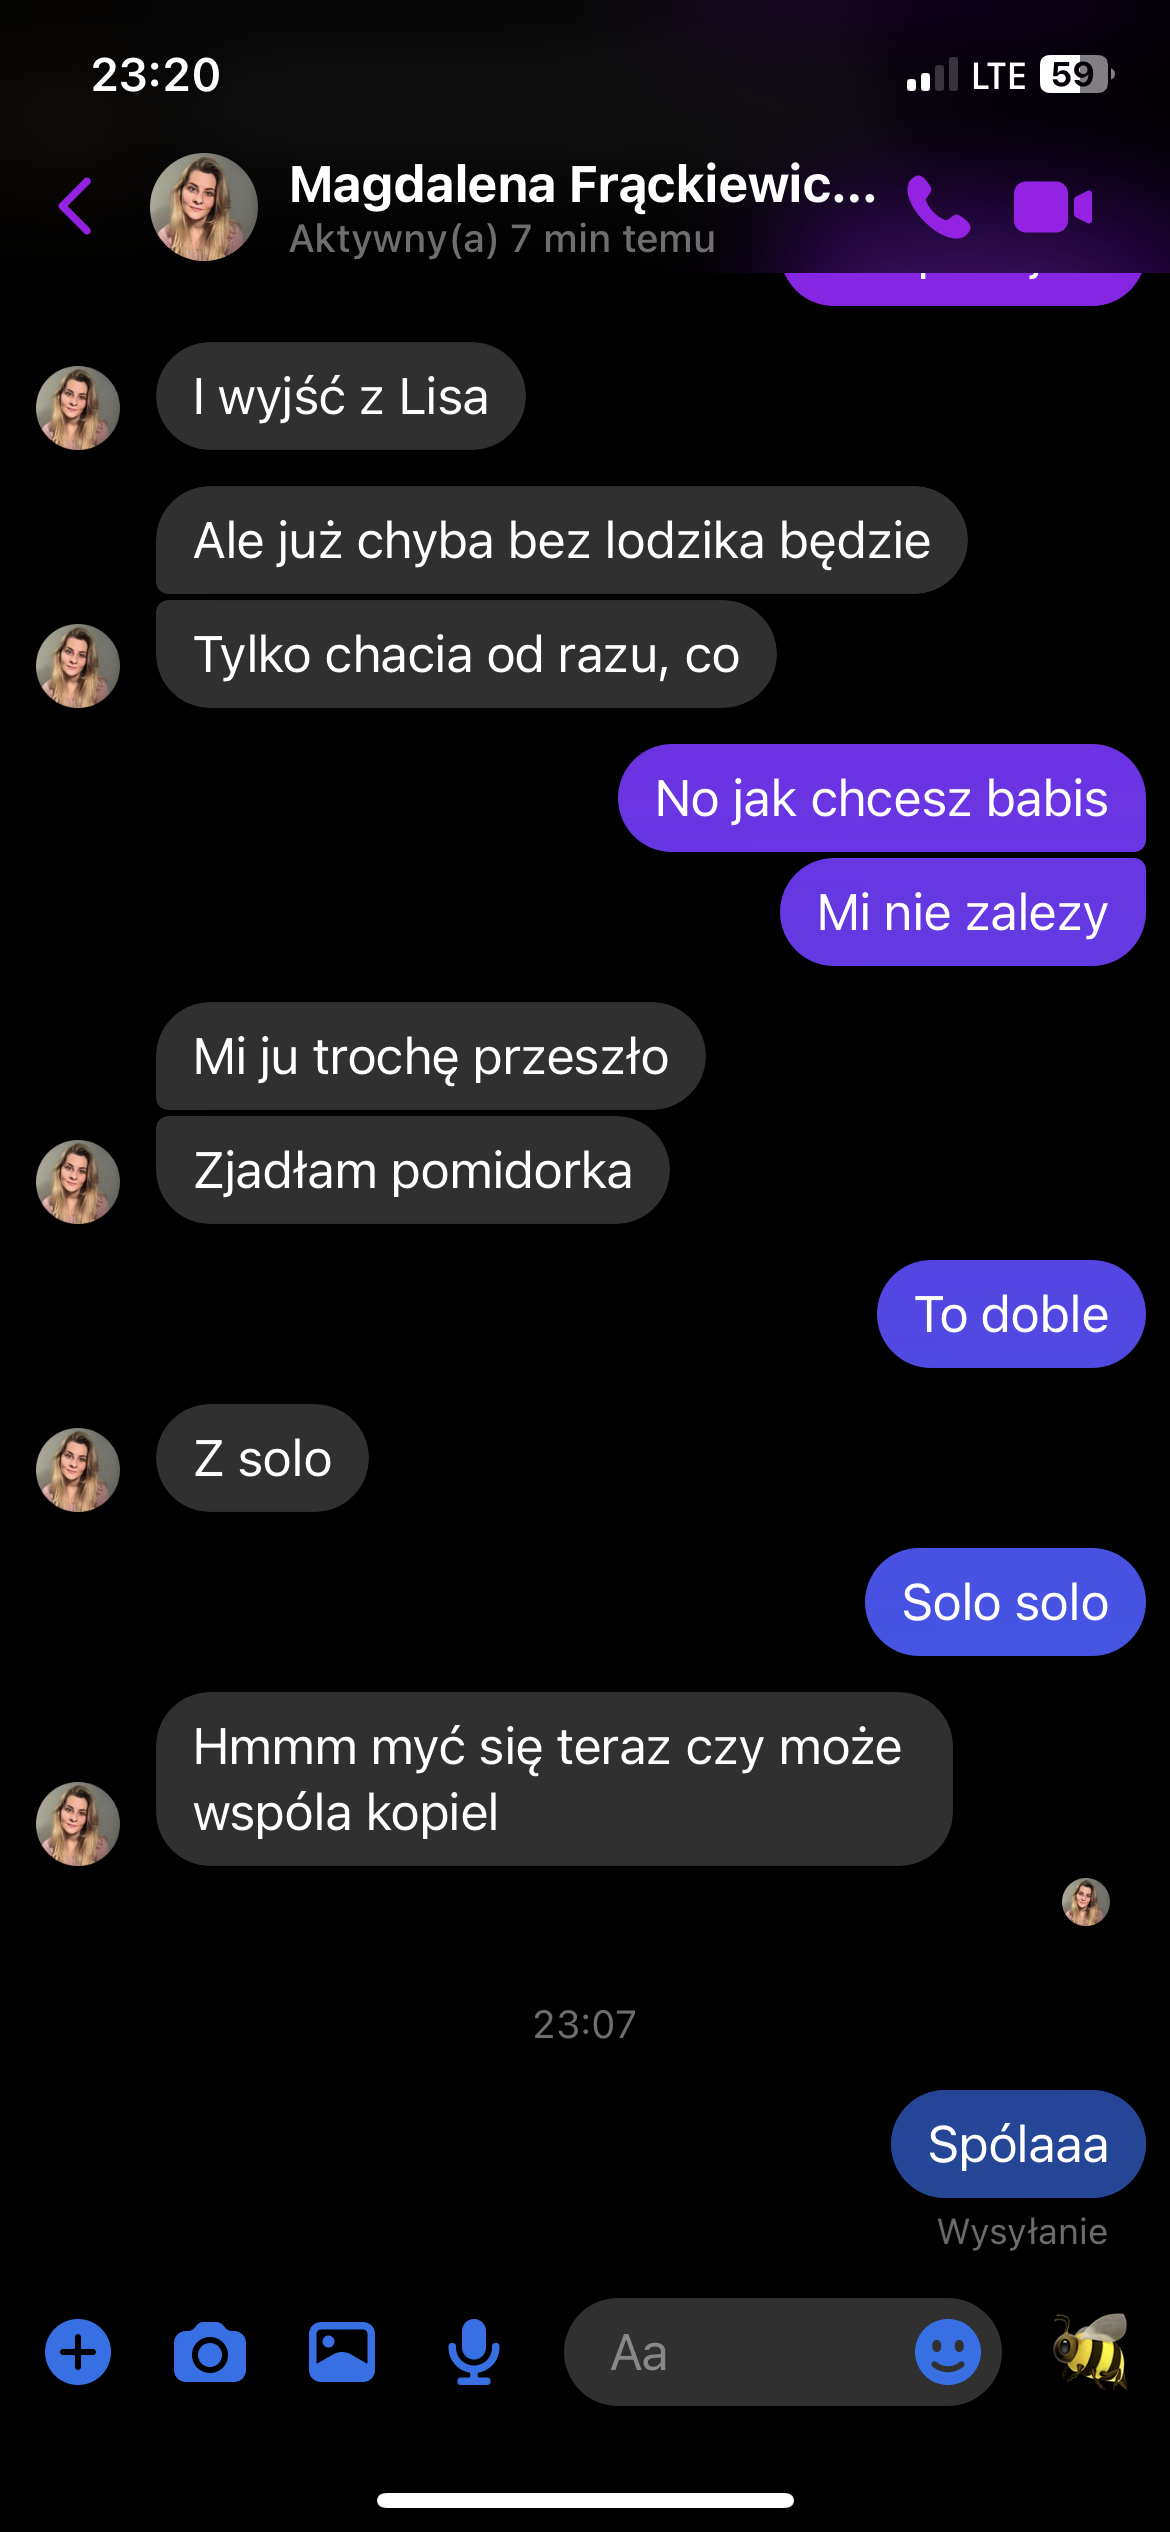 23:20
LTE 59
Magdalena Frąckiewic...
Aktywny(a) 7 min temu
I wyjść z Lisa
Ale już chyba bez lodzika będzie
Tylko chacia od razu, co
No jak chcesz babis
Mi nie zalezy
Mi ju trochę przeszło
Zjadłam pomidorka
To doble
Z solo
Solo solo
Hmmm myć się teraz czy może
wspóla kopiel
23:07
Spólaaa
Wysyłanie
Aa